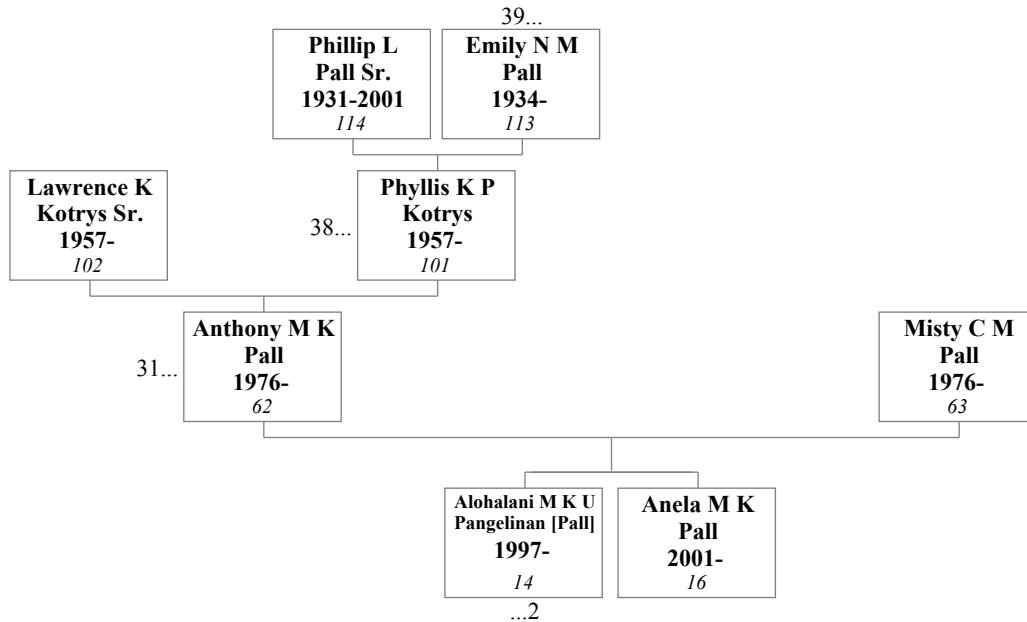 39...
Phillip L
Pall Sr.
1931-2001
114
Emily N M
Pall
1934-
113
Lawrence K
Kotrys Sr.
1957-
102
38...
Phyllis K P
Kotrys
1957-
101
31...
Anthony M K
Pall
1976-
62
Misty C M
Pall
1976-
63
Alohalani M K U
Pangelinan [Pall]
1997-
14
Anela M K
Pall
2001-
16
...2